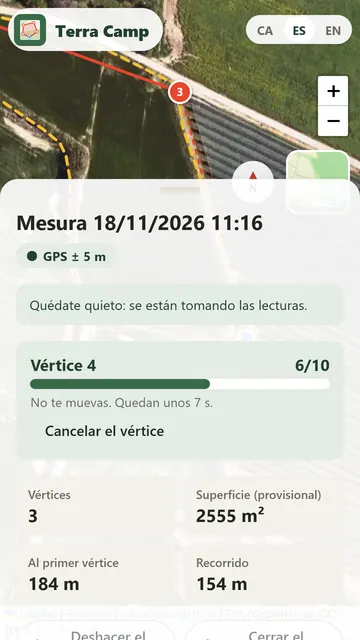 Terra Camp
CA ES EN
3
+
−
N
Mesura 18/11/2026 11:16
GPS ± 5 m
Quédate quieto: se están tomando las lecturas.
Vértice 4 6/10
No te muevas. Quedan unos 7 s.
Cancelar el vértice
Vértices Superficie (provisional)
3 2555 m²
Al primer vértice Recorrido
184 m 154 m
Deshacer el Cerrar el